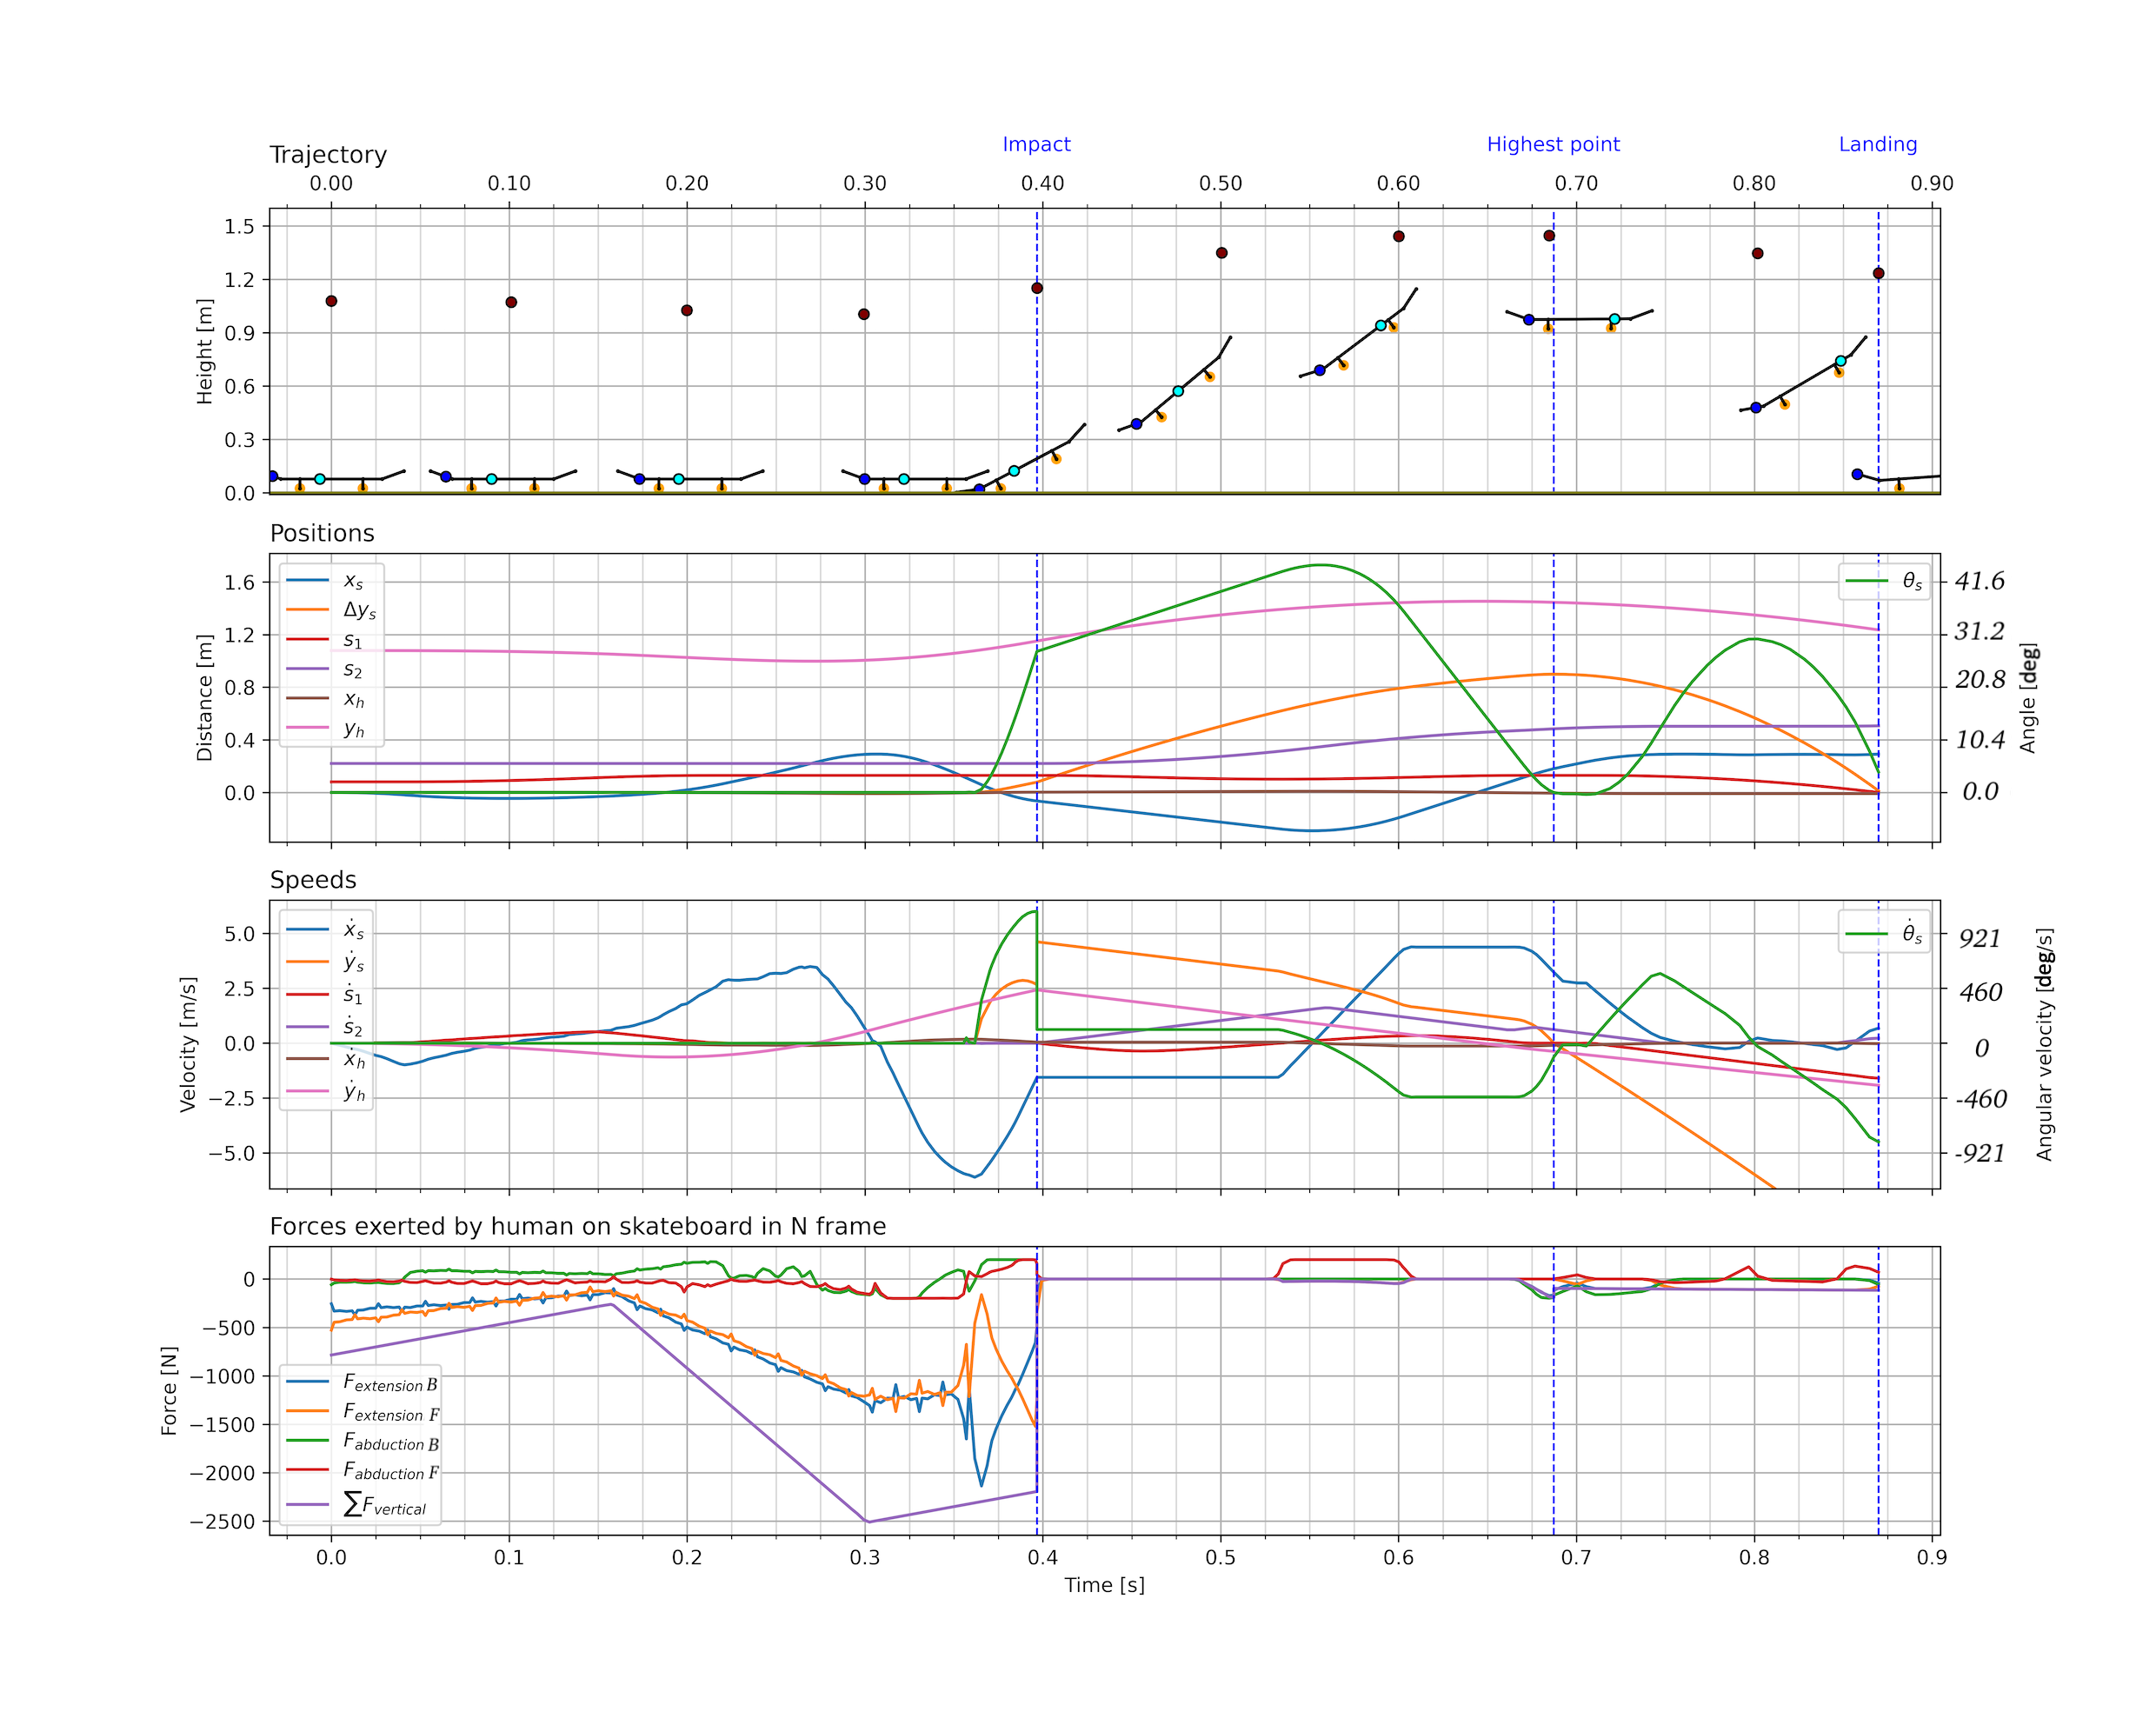 Impact Highest point Landing
Trajectory
0.00 0.10 0.20 0.30 0.40 0.50 0.60 0.70 0.80 0.90
1.5
1.2
0.9
0.6
0.3
0.0
Height [m]
Positions
x_s
Δy_s
s_1
s_2
x_h
y_h
θ_s
1.6
1.2
0.8
0.4
0.0
Distance [m]
41.6
31.2
20.8
10.4
0.0
Angle [deg]
Speeds
ẋ_s
ẏ_s
ṡ_1
ṡ_2
ẋ_h
ẏ_h
θ̇_s
5.0
2.5
0.0
−2.5
−5.0
Velocity [m/s]
921
460
0
-460
-921
Angular velocity [deg/s]
Forces exerted by human on skateboard in N frame
0
−500
−1000
−1500
−2000
−2500
Force [N]
F_extension B
F_extension F
F_abduction B
F_abduction F
∑F_vertical
0.0 0.1 0.2 0.3 0.4 0.5 0.6 0.7 0.8 0.9
Time [s]